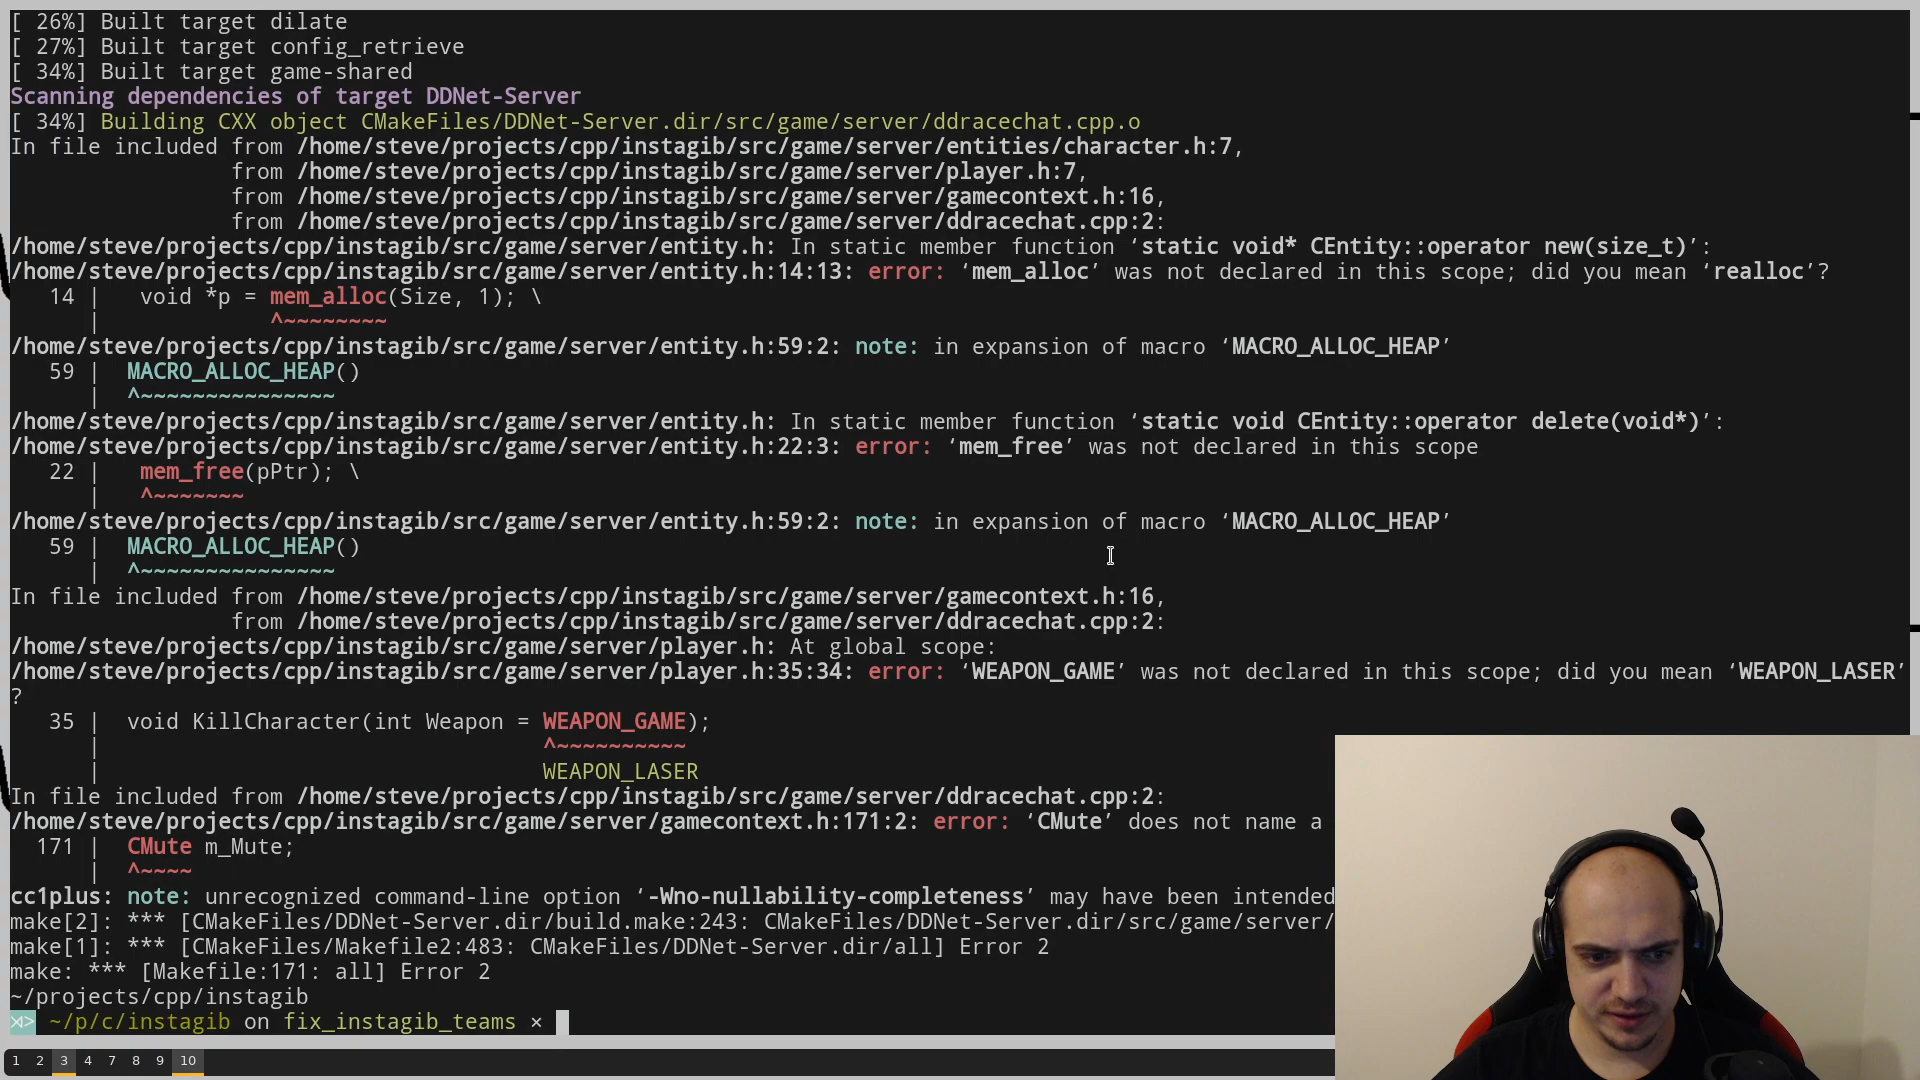 [ 26%] Built target dilate
[ 27%] Built target config_retrieve
[ 34%] Built target game-shared
Scanning dependencies of target DDNet-Server
[ 34%] Building CXX object CMakeFiles/DDNet-Server.dir/src/game/server/ddracechat.cpp.o
In file included from /home/steve/projects/cpp/instagib/src/game/server/entities/character.h:7,
                 from /home/steve/projects/cpp/instagib/src/game/server/player.h:7,
                 from /home/steve/projects/cpp/instagib/src/game/server/gamecontext.h:16,
                 from /home/steve/projects/cpp/instagib/src/game/server/ddracechat.cpp:2:
/home/steve/projects/cpp/instagib/src/game/server/entity.h: In static member function ‘static void* CEntity::operator new(size_t)’:
/home/steve/projects/cpp/instagib/src/game/server/entity.h:14:13: error: ‘mem_alloc’ was not declared in this scope; did you mean ‘realloc’?
   14 |   void *p = mem_alloc(Size, 1); \
      |             ^~~~~~~~~
/home/steve/projects/cpp/instagib/src/game/server/entity.h:59:2: note: in expansion of macro ‘MACRO_ALLOC_HEAP’
   59 |  MACRO_ALLOC_HEAP()
      |  ^~~~~~~~~~~~~~~~
/home/steve/projects/cpp/instagib/src/game/server/entity.h: In static member function ‘static void CEntity::operator delete(void*)’:
/home/steve/projects/cpp/instagib/src/game/server/entity.h:22:3: error: ‘mem_free’ was not declared in this scope
   22 |   mem_free(pPtr); \
      |   ^~~~~~~~
/home/steve/projects/cpp/instagib/src/game/server/entity.h:59:2: note: in expansion of macro ‘MACRO_ALLOC_HEAP’
   59 |  MACRO_ALLOC_HEAP()
      |  ^~~~~~~~~~~~~~~~
In file included from /home/steve/projects/cpp/instagib/src/game/server/gamecontext.h:16,
                 from /home/steve/projects/cpp/instagib/src/game/server/ddracechat.cpp:2:
/home/steve/projects/cpp/instagib/src/game/server/player.h: At global scope:
/home/steve/projects/cpp/instagib/src/game/server/player.h:35:34: error: ‘WEAPON_GAME’ was not declared in this scope; did you mean ‘WEAPON_LASER’
?
   35 |  void KillCharacter(int Weapon = WEAPON_GAME);
      |                                  ^~~~~~~~~~~
      |                                  WEAPON_LASER
In file included from /home/steve/projects/cpp/instagib/src/game/server/ddracechat.cpp:2:
/home/steve/projects/cpp/instagib/src/game/server/gamecontext.h:171:2: error: ‘CMute’ does not name a
  171 |  CMute m_Mute;
      |  ^~~~~
cc1plus: note: unrecognized command-line option ‘-Wno-nullability-completeness’ may have been intended
make[2]: *** [CMakeFiles/DDNet-Server.dir/build.make:243: CMakeFiles/DDNet-Server.dir/src/game/server/
make[1]: *** [CMakeFiles/Makefile2:483: CMakeFiles/DDNet-Server.dir/all] Error 2
make: *** [Makefile:171: all] Error 2
~/projects/cpp/instagib
~/p/c/instagib on fix_instagib_teams ×
1 2 3 4 7 8 9 10